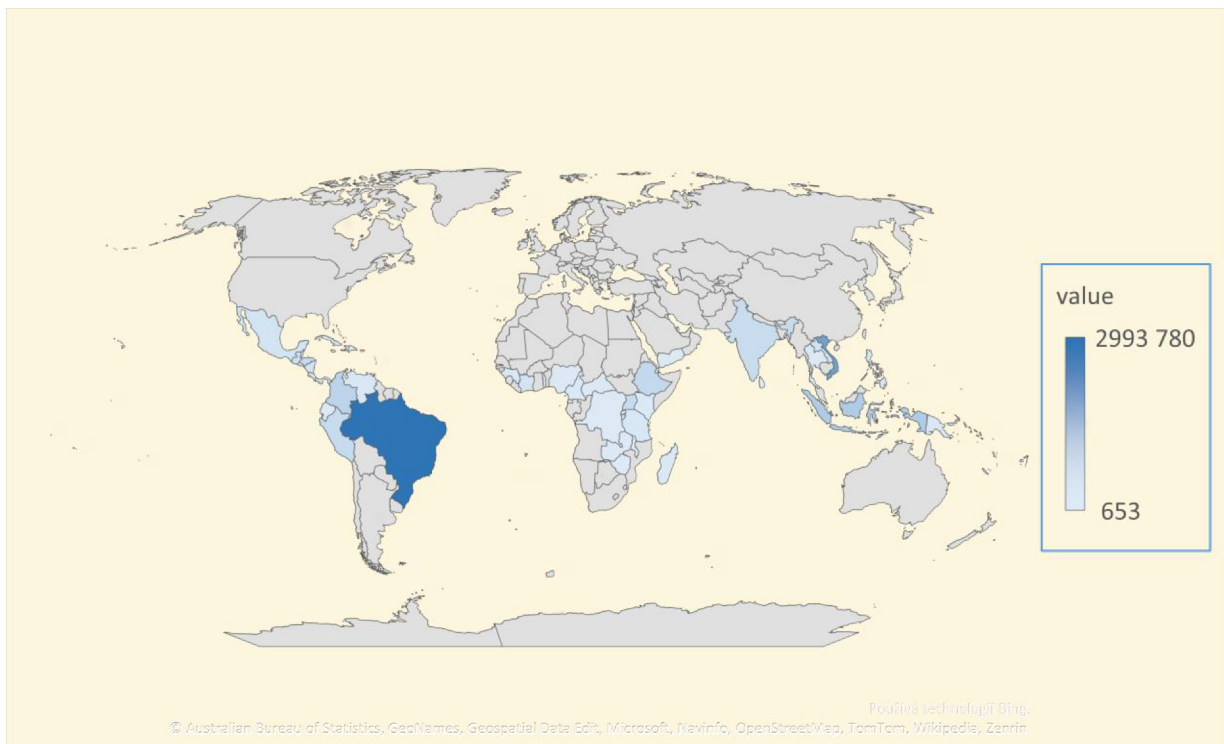 value
2993 780
653
Používá technologii Bing.
© Australian Bureau of Statistics, GeoNames, Geospatial Data Edit, Microsoft, Navinfo, OpenStreetMap, TomTom, Wikipedia, Zenrin